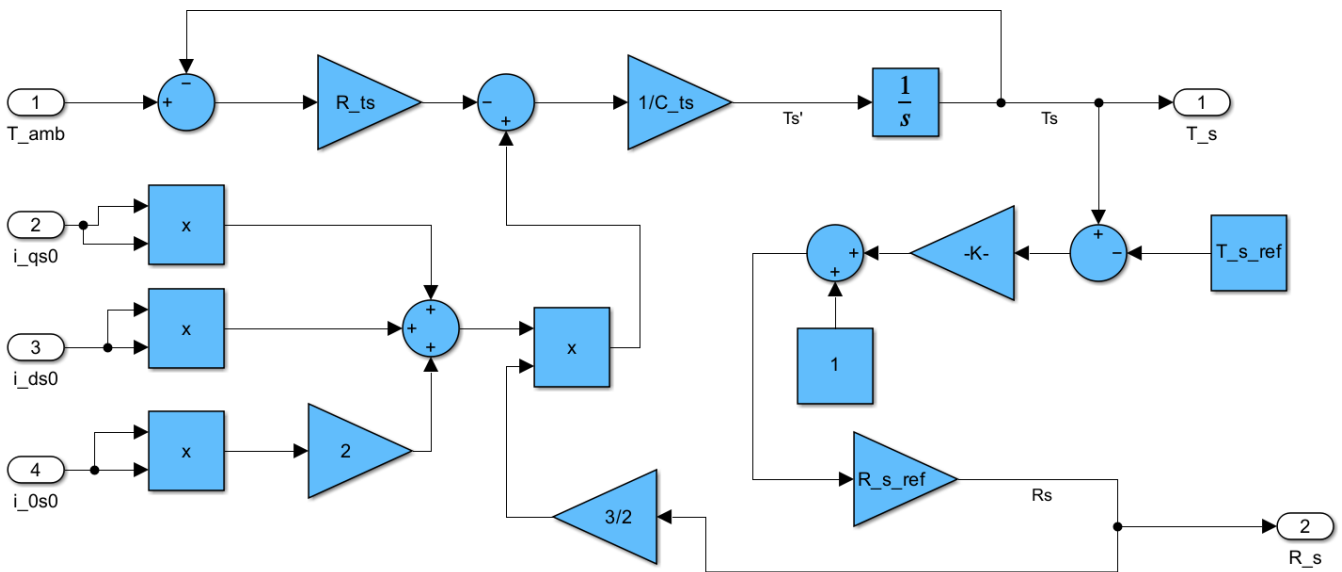 1
T_amb
R_ts
1/C_ts
Ts'
1
s
Ts
1
T_s
2
i_qs0
x
-K-
T_s_ref
3
i_ds0
x
x
1
4
i_0s0
x
2
R_s_ref
Rs
3/2
2
R_s